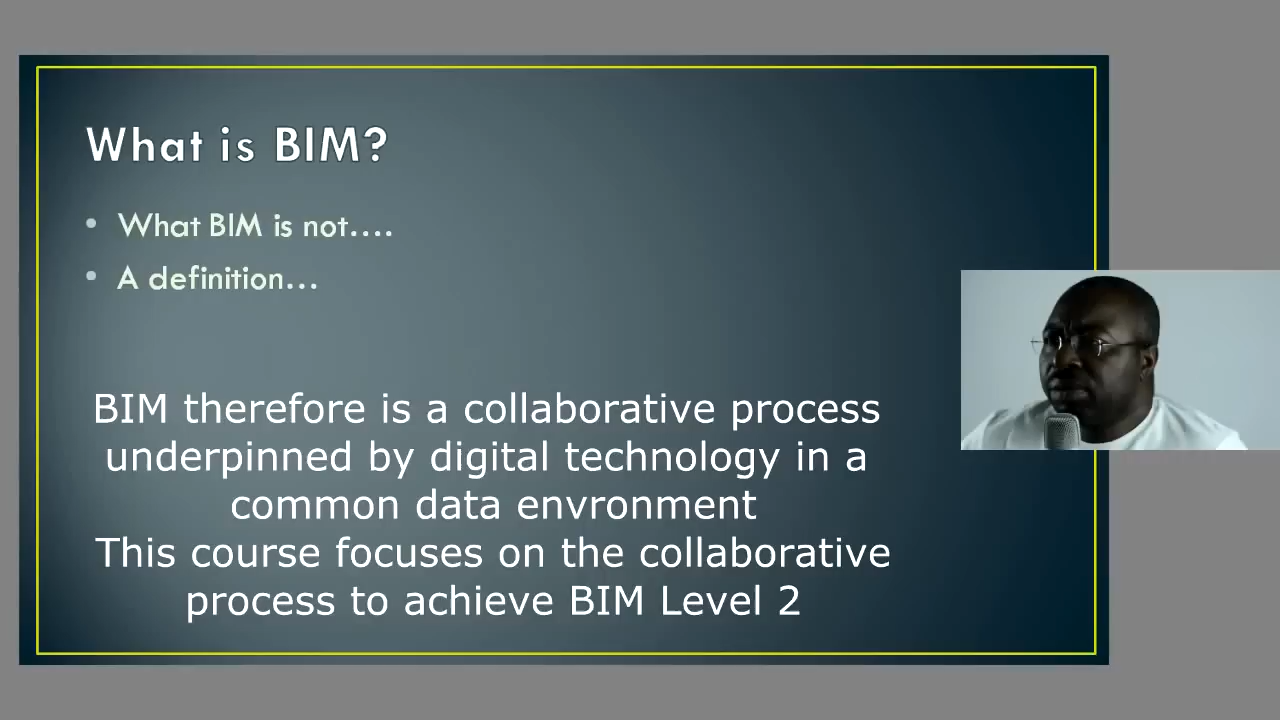 What is BIM?
• What BIM is not....
• A definition...
BIM therefore is a collaborative process
underpinned by digital technology in a
common data envronment
This course focuses on the collaborative
process to achieve BIM Level 2